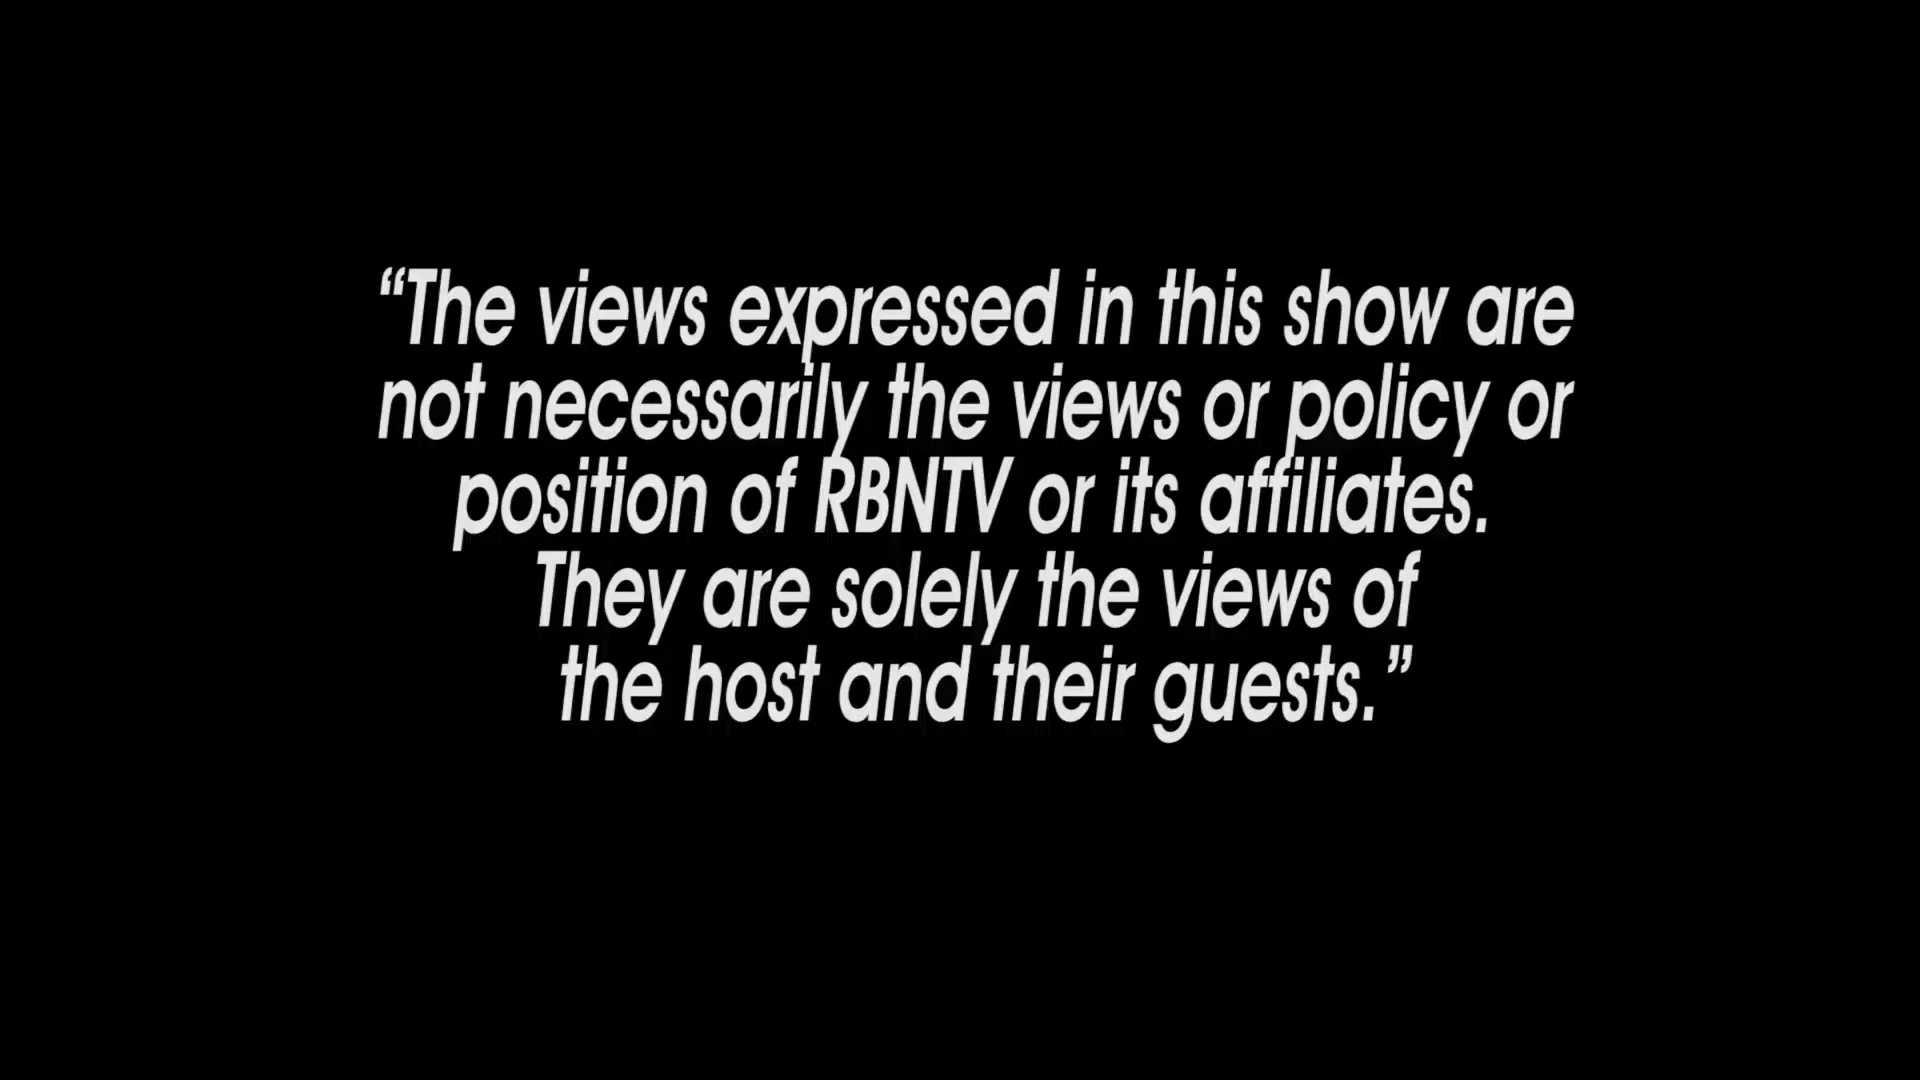 “The views expressed in this show are
not necessarily the views or policy or
position of RBNTV or its affiliates.
They are solely the views of
the host and their guests.”